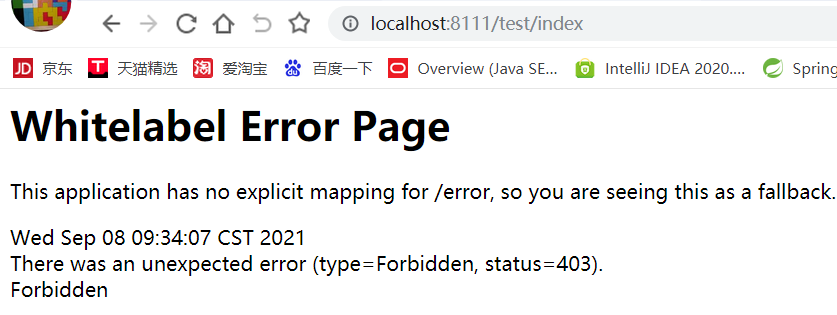 localhost:8111/test/index
JD 京东 T 天猫精选 淘 爱淘宝 百度一下 Overview (Java SE... IntelliJ IDEA 2020.... Spring
Whitelabel Error Page
This application has no explicit mapping for /error, so you are seeing this as a fallback.
Wed Sep 08 09:34:07 CST 2021
There was an unexpected error (type=Forbidden, status=403).
Forbidden